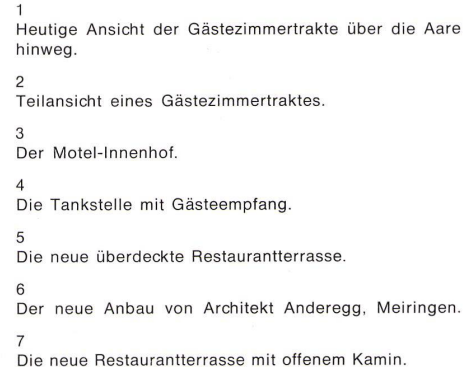 1
Heutige Ansicht der Gästezimmertrakte über die Aare
hinweg.
2
Teilansicht eines Gästezimmertraktes.
3
Der Motel-Innenhof.
4
Die Tankstelle mit Gästeempfang.
5
Die neue überdeckte Restaurantterrasse.
6
Der neue Anbau von Architekt Anderegg, Meiringen.
7
Die neue Restaurantterrasse mit offenem Kamin.